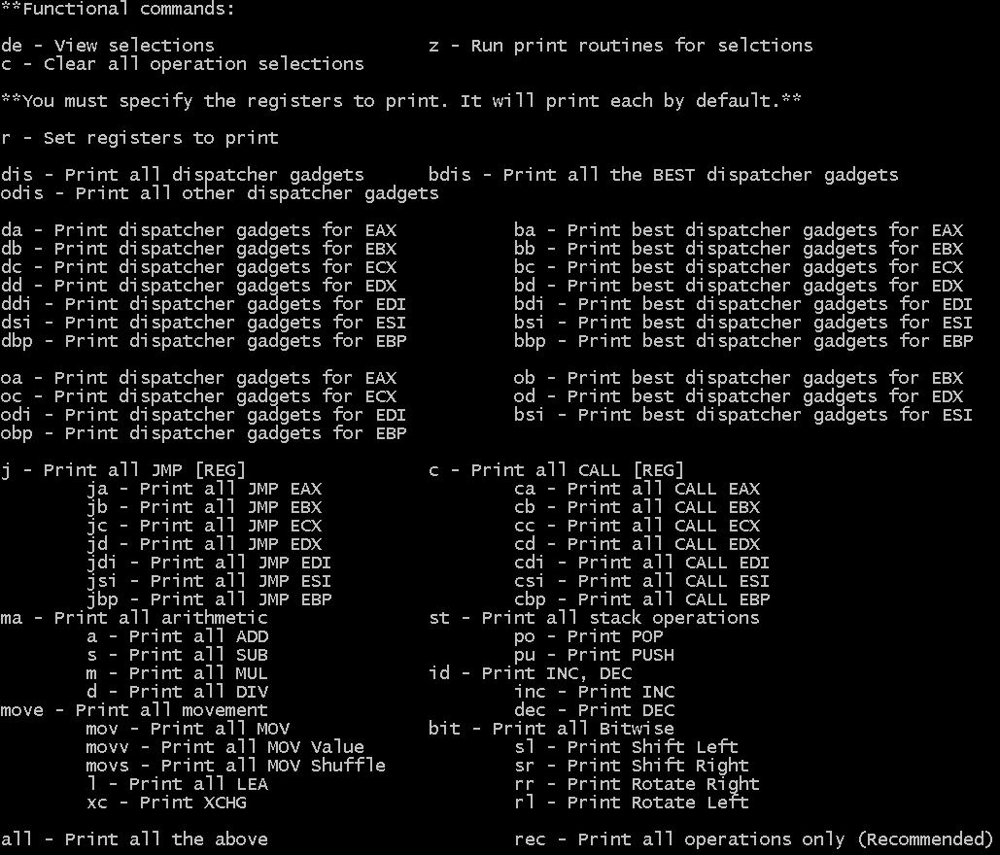 **Functional commands:
de - View selections z - Run print routines for selctions
c - Clear all operation selections
**You must specify the registers to print. It will print each by default.**
r - Set registers to print
dis - Print all dispatcher gadgets bdis - Print all the BEST dispatcher gadgets
odis - Print all other dispatcher gadgets
da - Print dispatcher gadgets for EAX ba - Print best dispatcher gadgets for EAX
db - Print dispatcher gadgets for EBX bb - Print best dispatcher gadgets for EBX
dc - Print dispatcher gadgets for ECX bc - Print best dispatcher gadgets for ECX
dd - Print dispatcher gadgets for EDX bd - Print best dispatcher gadgets for EDX
ddi - Print dispatcher gadgets for EDI bdi - Print best dispatcher gadgets for EDI
dsi - Print dispatcher gadgets for ESI bsi - Print best dispatcher gadgets for ESI
dbp - Print dispatcher gadgets for EBP bbp - Print best dispatcher gadgets for EBP
oa - Print dispatcher gadgets for EAX ob - Print best dispatcher gadgets for EBX
oc - Print dispatcher gadgets for ECX od - Print best dispatcher gadgets for EDX
odi - Print dispatcher gadgets for EDI bsi - Print best dispatcher gadgets for ESI
obp - Print dispatcher gadgets for EBP
j - Print all JMP [REG] c - Print all CALL [REG]
ja - Print all JMP EAX ca - Print all CALL EAX
jb - Print all JMP EBX cb - Print all CALL EBX
jc - Print all JMP ECX cc - Print all CALL ECX
jd - Print all JMP EDX cd - Print all CALL EDX
jdi - Print all JMP EDI cdi - Print all CALL EDI
jsi - Print all JMP ESI csi - Print all CALL ESI
jbp - Print all JMP EBP cbp - Print all CALL EBP
ma - Print all arithmetic st - Print all stack operations
a - Print all ADD po - Print POP
s - Print all SUB pu - Print PUSH
m - Print all MUL id - Print INC, DEC
d - Print all DIV inc - Print INC
move - Print all movement dec - Print DEC
mov - Print all MOV bit - Print all Bitwise
movv - Print all MOV Value sl - Print Shift Left
movs - Print all MOV Shuffle sr - Print Shift Right
l - Print all LEA rr - Print Rotate Right
xc - Print XCHG rl - Print Rotate Left
all - Print all the above rec - Print all operations only (Recommended)